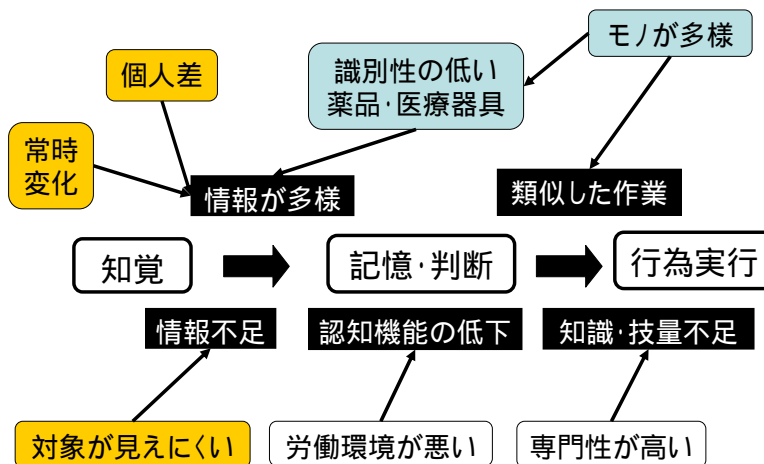 モノが多様
個人差
識別性の低い
薬品・医療器具
常時
変化
情報が多様
類似した作業
知覚
記憶・判断
行為実行
情報不足
認知機能の低下
知識・技量不足
対象が見えにくい
労働環境が悪い
専門性が高い